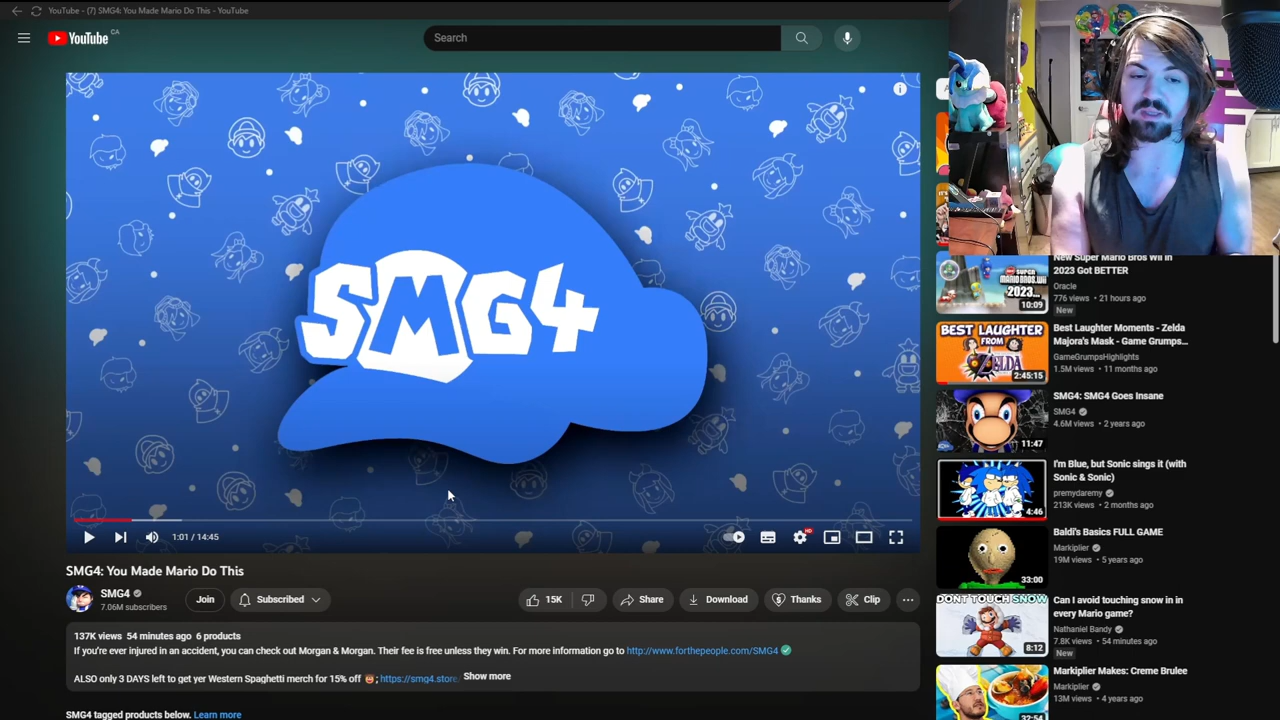 YouTube - (7) SMG4: You Made Mario Do This - YouTube
YouTube CA
Search
SMG4
1:01 / 14:45
HD
SMG4: You Made Mario Do This
SMG4
7.06M subscribers
Join
Subscribed
15K
Share
Download
Thanks
Clip
137K views 54 minutes ago 6 products
If you're ever injured in an accident, you can check out Morgan & Morgan. Their fee is free unless they win. For more information go to http://www.forthepeople.com/SMG4
ALSO only 3 DAYS left to get yer Western Spaghetti merch for 15% off ; https://smg4.store. Show more
SMG4 tagged products below. Learn more
New Super Mario Bros Wii in
2023 Got BETTER
Oracle
776 views • 21 hours ago
New
2023...
10:09
Best Laughter Moments - Zelda
Majora's Mask - Game Grumps...
GameGrumpsHighlights
1.5M views • 11 months ago
BEST LAUGHTER
FROM
ZELDA
2:45:15
SMG4: SMG4 Goes Insane
SMG4
4.6M views • 2 years ago
11:47
I'm Blue, but Sonic sings it (with
Sonic & Sonic)
premydaremy
213K views • 2 months ago
4:46
Baldi's Basics FULL GAME
Markiplier
19M views • 5 years ago
33:00
Can I avoid touching snow in in
every Mario game?
Nathaniel Bandy
7.8K views • 54 minutes ago
New
DONT TOUCH SNOW
8:12
Markiplier Makes: Creme Brulee
Markiplier
13M views • 4 years ago
32:54